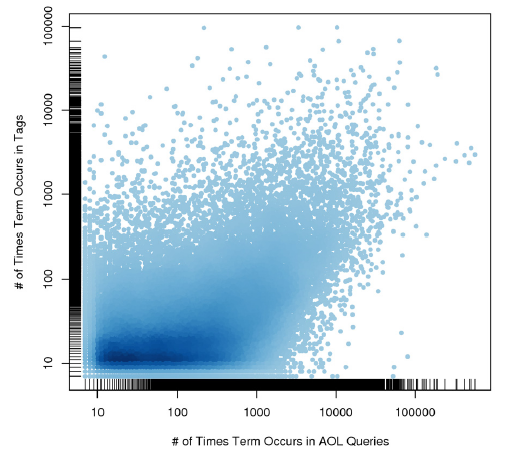 # of Times Term Occurs in Tags
100000
10000
1000
100
10
10 100 1000 10000 100000
# of Times Term Occurs in AOL Queries